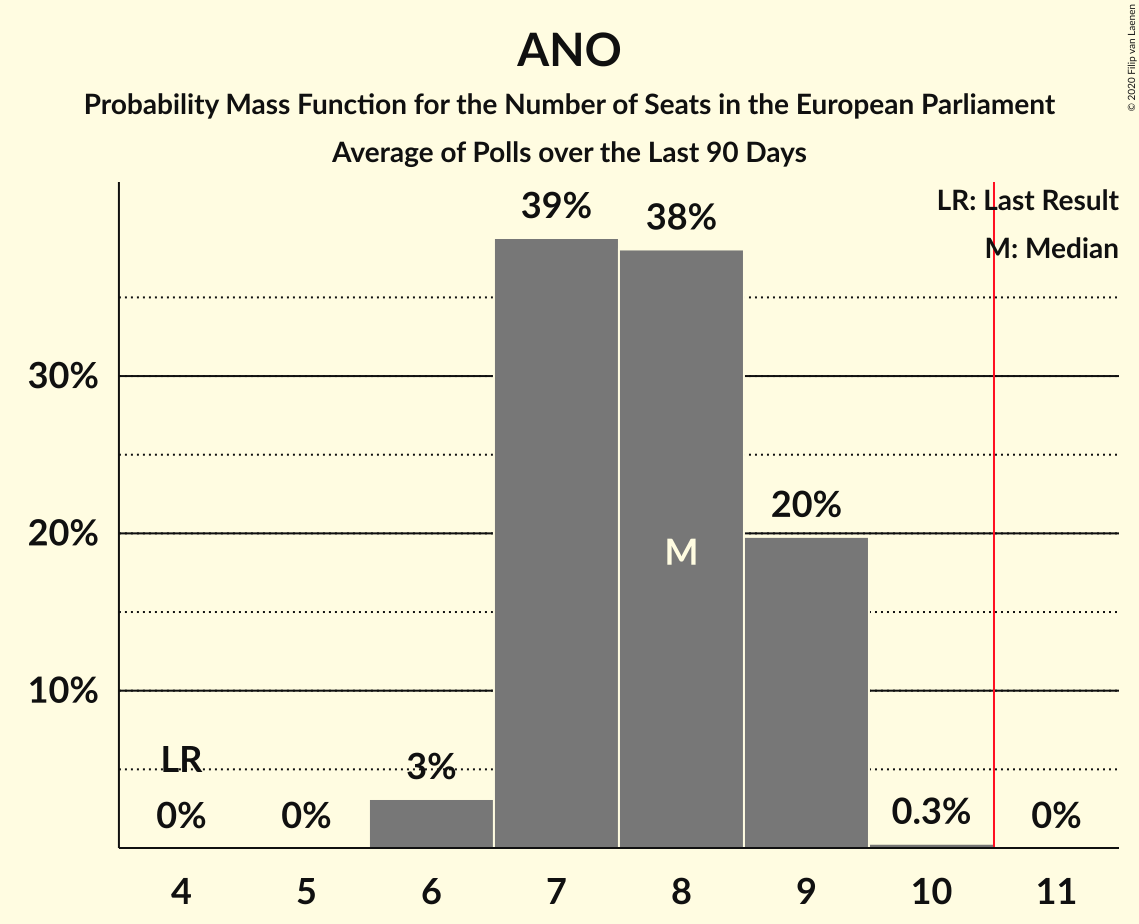 ANO
Probability Mass Function for the Number of Seats in the European Parliament
Average of Polls over the Last 90 Days
© 2020 Filip van Laenen
LR: Last Result
M: Median
39%
38%
30%
20%
20%
M
10%
LR
3%
0%
0%
0.3%
0%
4 5 6 7 8 9 10 11